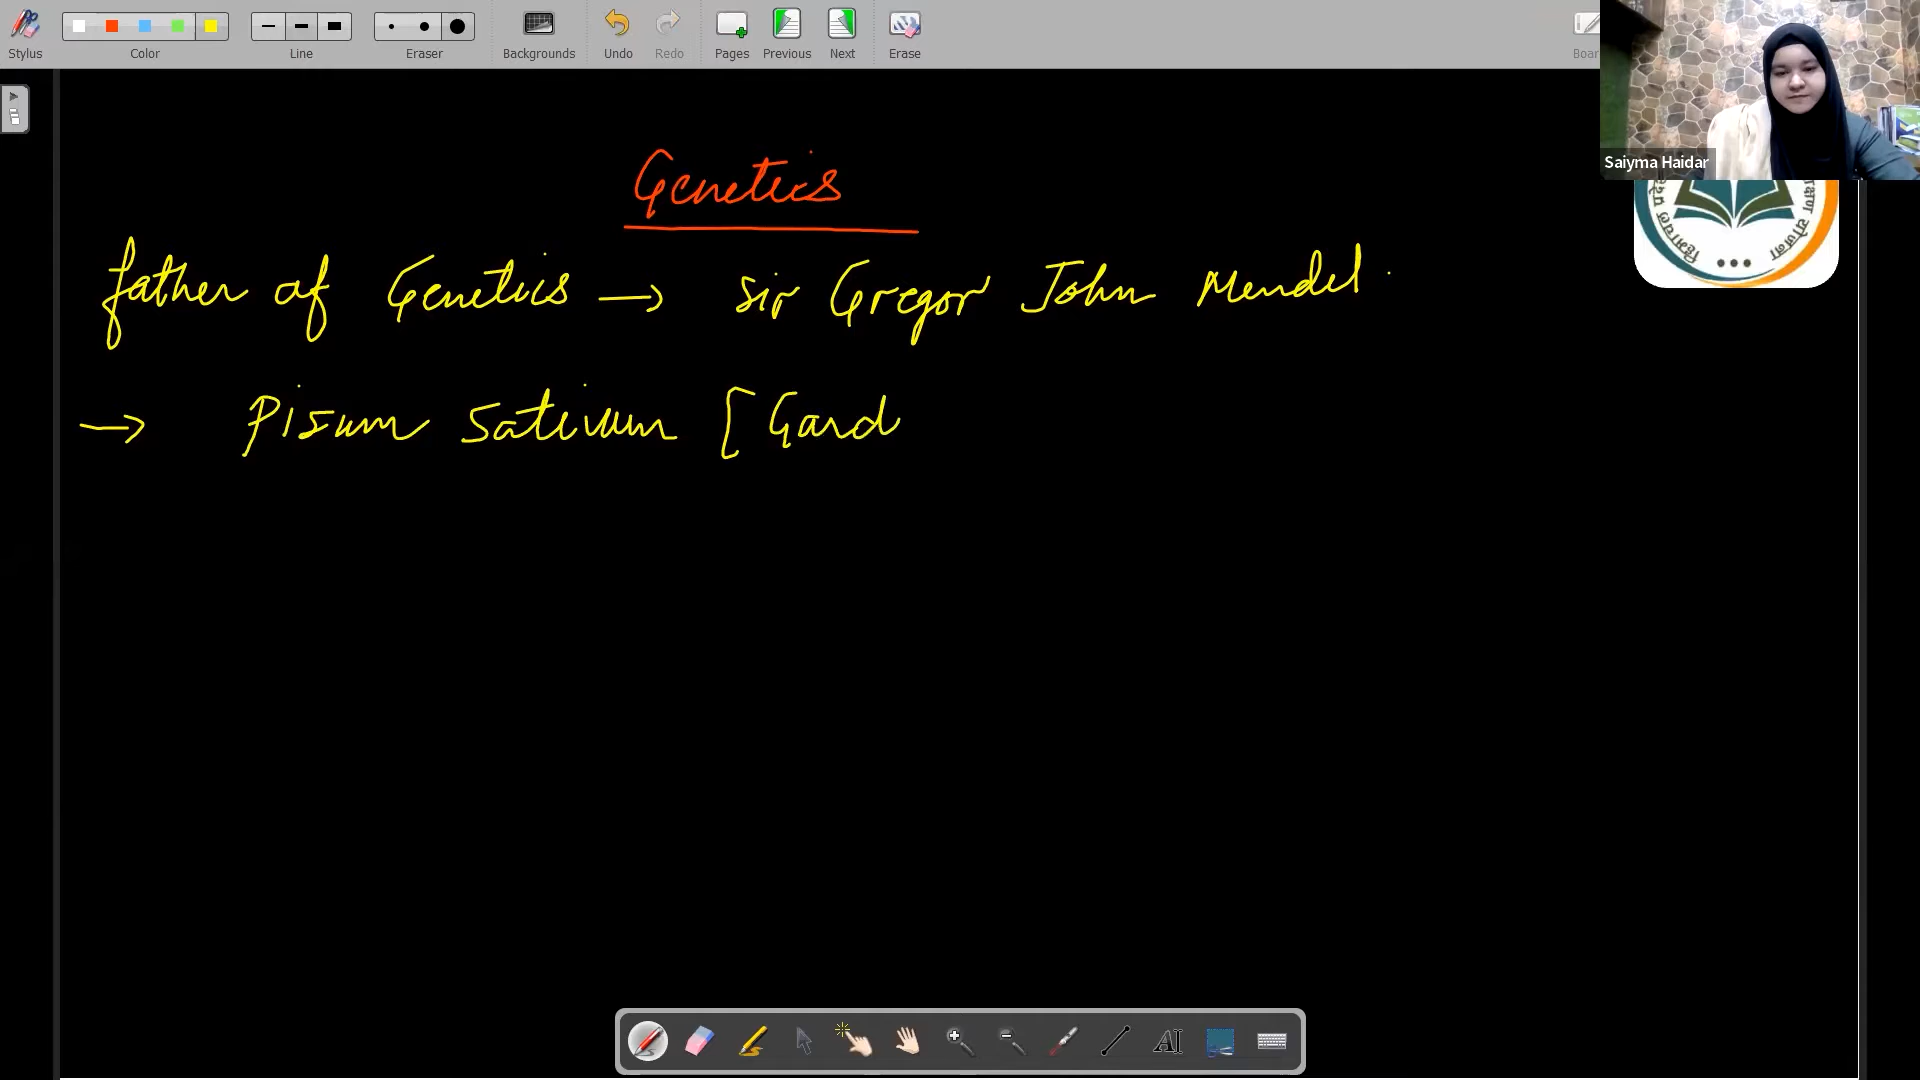 Stylus Color Line Eraser Backgrounds Undo Redo Pages Previous Next Erase Boar
Saiyma Haidar
Genetics
father of Genetics → Sir Gregor John Mendel
→ Pisum Sativum [ Gard